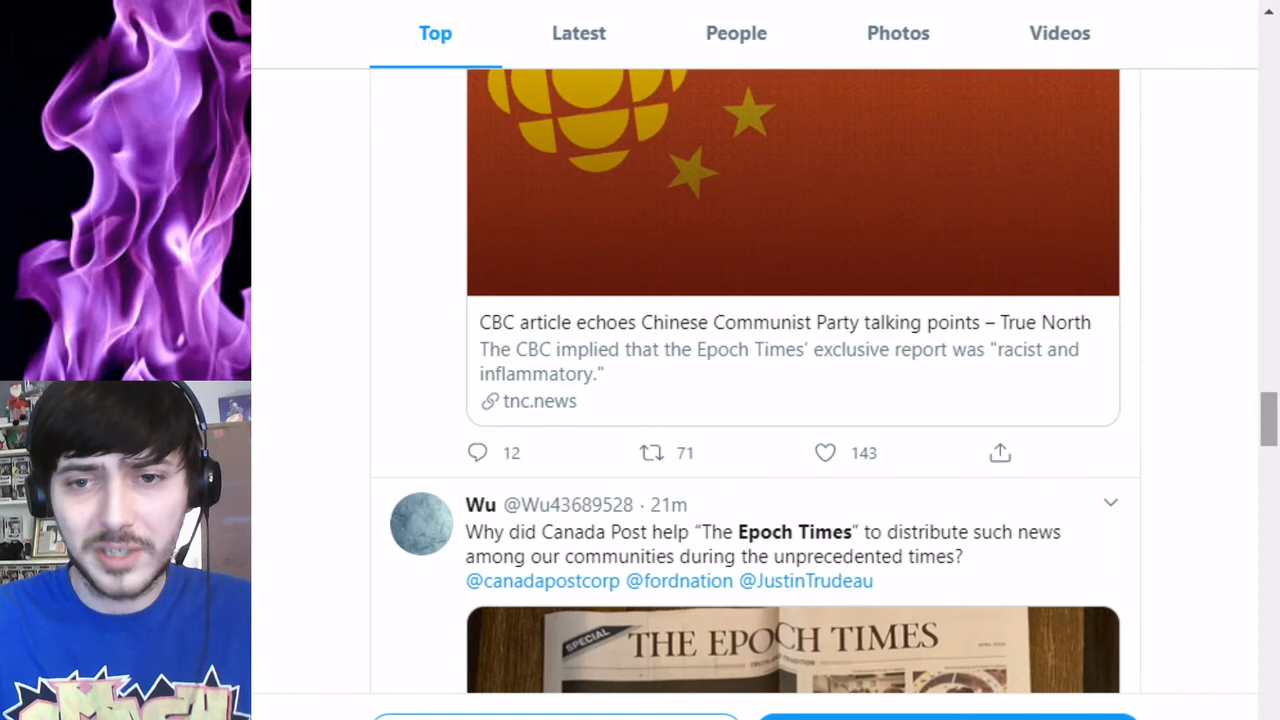 Top
Latest
People
Photos
Videos
CBC article echoes Chinese Communist Party talking points – True North
The CBC implied that the Epoch Times' exclusive report was "racist and
inflammatory."
tnc.news
12
71
143
Wu @Wu43689528 · 21m
Why did Canada Post help “The Epoch Times” to distribute such news
among our communities during the unprecedented times?
@canadapostcorp @fordnation @JustinTrudeau
SPECIAL
THE EPOCH TIMES